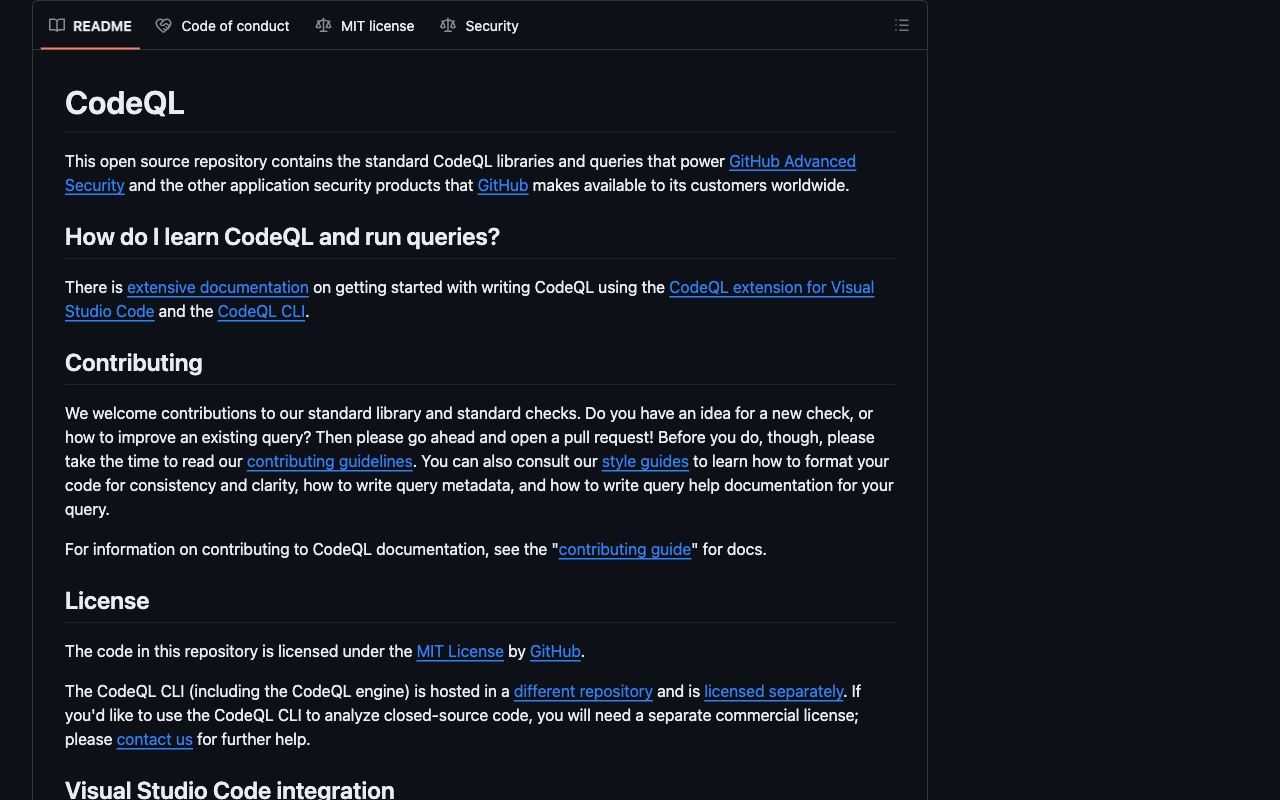 README Code of conduct MIT license Security
CodeQL
This open source repository contains the standard CodeQL libraries and queries that power GitHub Advanced
Security and the other application security products that GitHub makes available to its customers worldwide.
How do I learn CodeQL and run queries?
There is extensive documentation on getting started with writing CodeQL using the CodeQL extension for Visual
Studio Code and the CodeQL CLI.
Contributing
We welcome contributions to our standard library and standard checks. Do you have an idea for a new check, or
how to improve an existing query? Then please go ahead and open a pull request! Before you do, though, please
take the time to read our contributing guidelines. You can also consult our style guides to learn how to format your
code for consistency and clarity, how to write query metadata, and how to write query help documentation for your
query.
For information on contributing to CodeQL documentation, see the "contributing guide" for docs.
License
The code in this repository is licensed under the MIT License by GitHub.
The CodeQL CLI (including the CodeQL engine) is hosted in a different repository and is licensed separately. If
you'd like to use the CodeQL CLI to analyze closed-source code, you will need a separate commercial license;
please contact us for further help.
Visual Studio Code integration